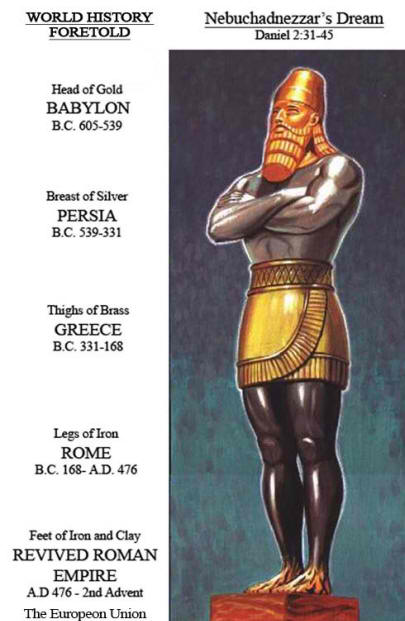 WORLD HISTORY
FORETOLD
Nebuchadnezzar's Dream
Daniel 2:31-45
Head of Gold
BABYLON
B.C. 605-539
Breast of Silver
PERSIA
B.C. 539-331
Thighs of Brass
GREECE
B.C. 331-168
Legs of Iron
ROME
B.C. 168- A.D. 476
Feet of Iron and Clay
REVIVED ROMAN
EMPIRE
A.D 476 - 2nd Advent
The Europeon Union